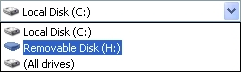 Local Disk (C:)
Local Disk (C:)
Removable Disk (H:)
(All drives)